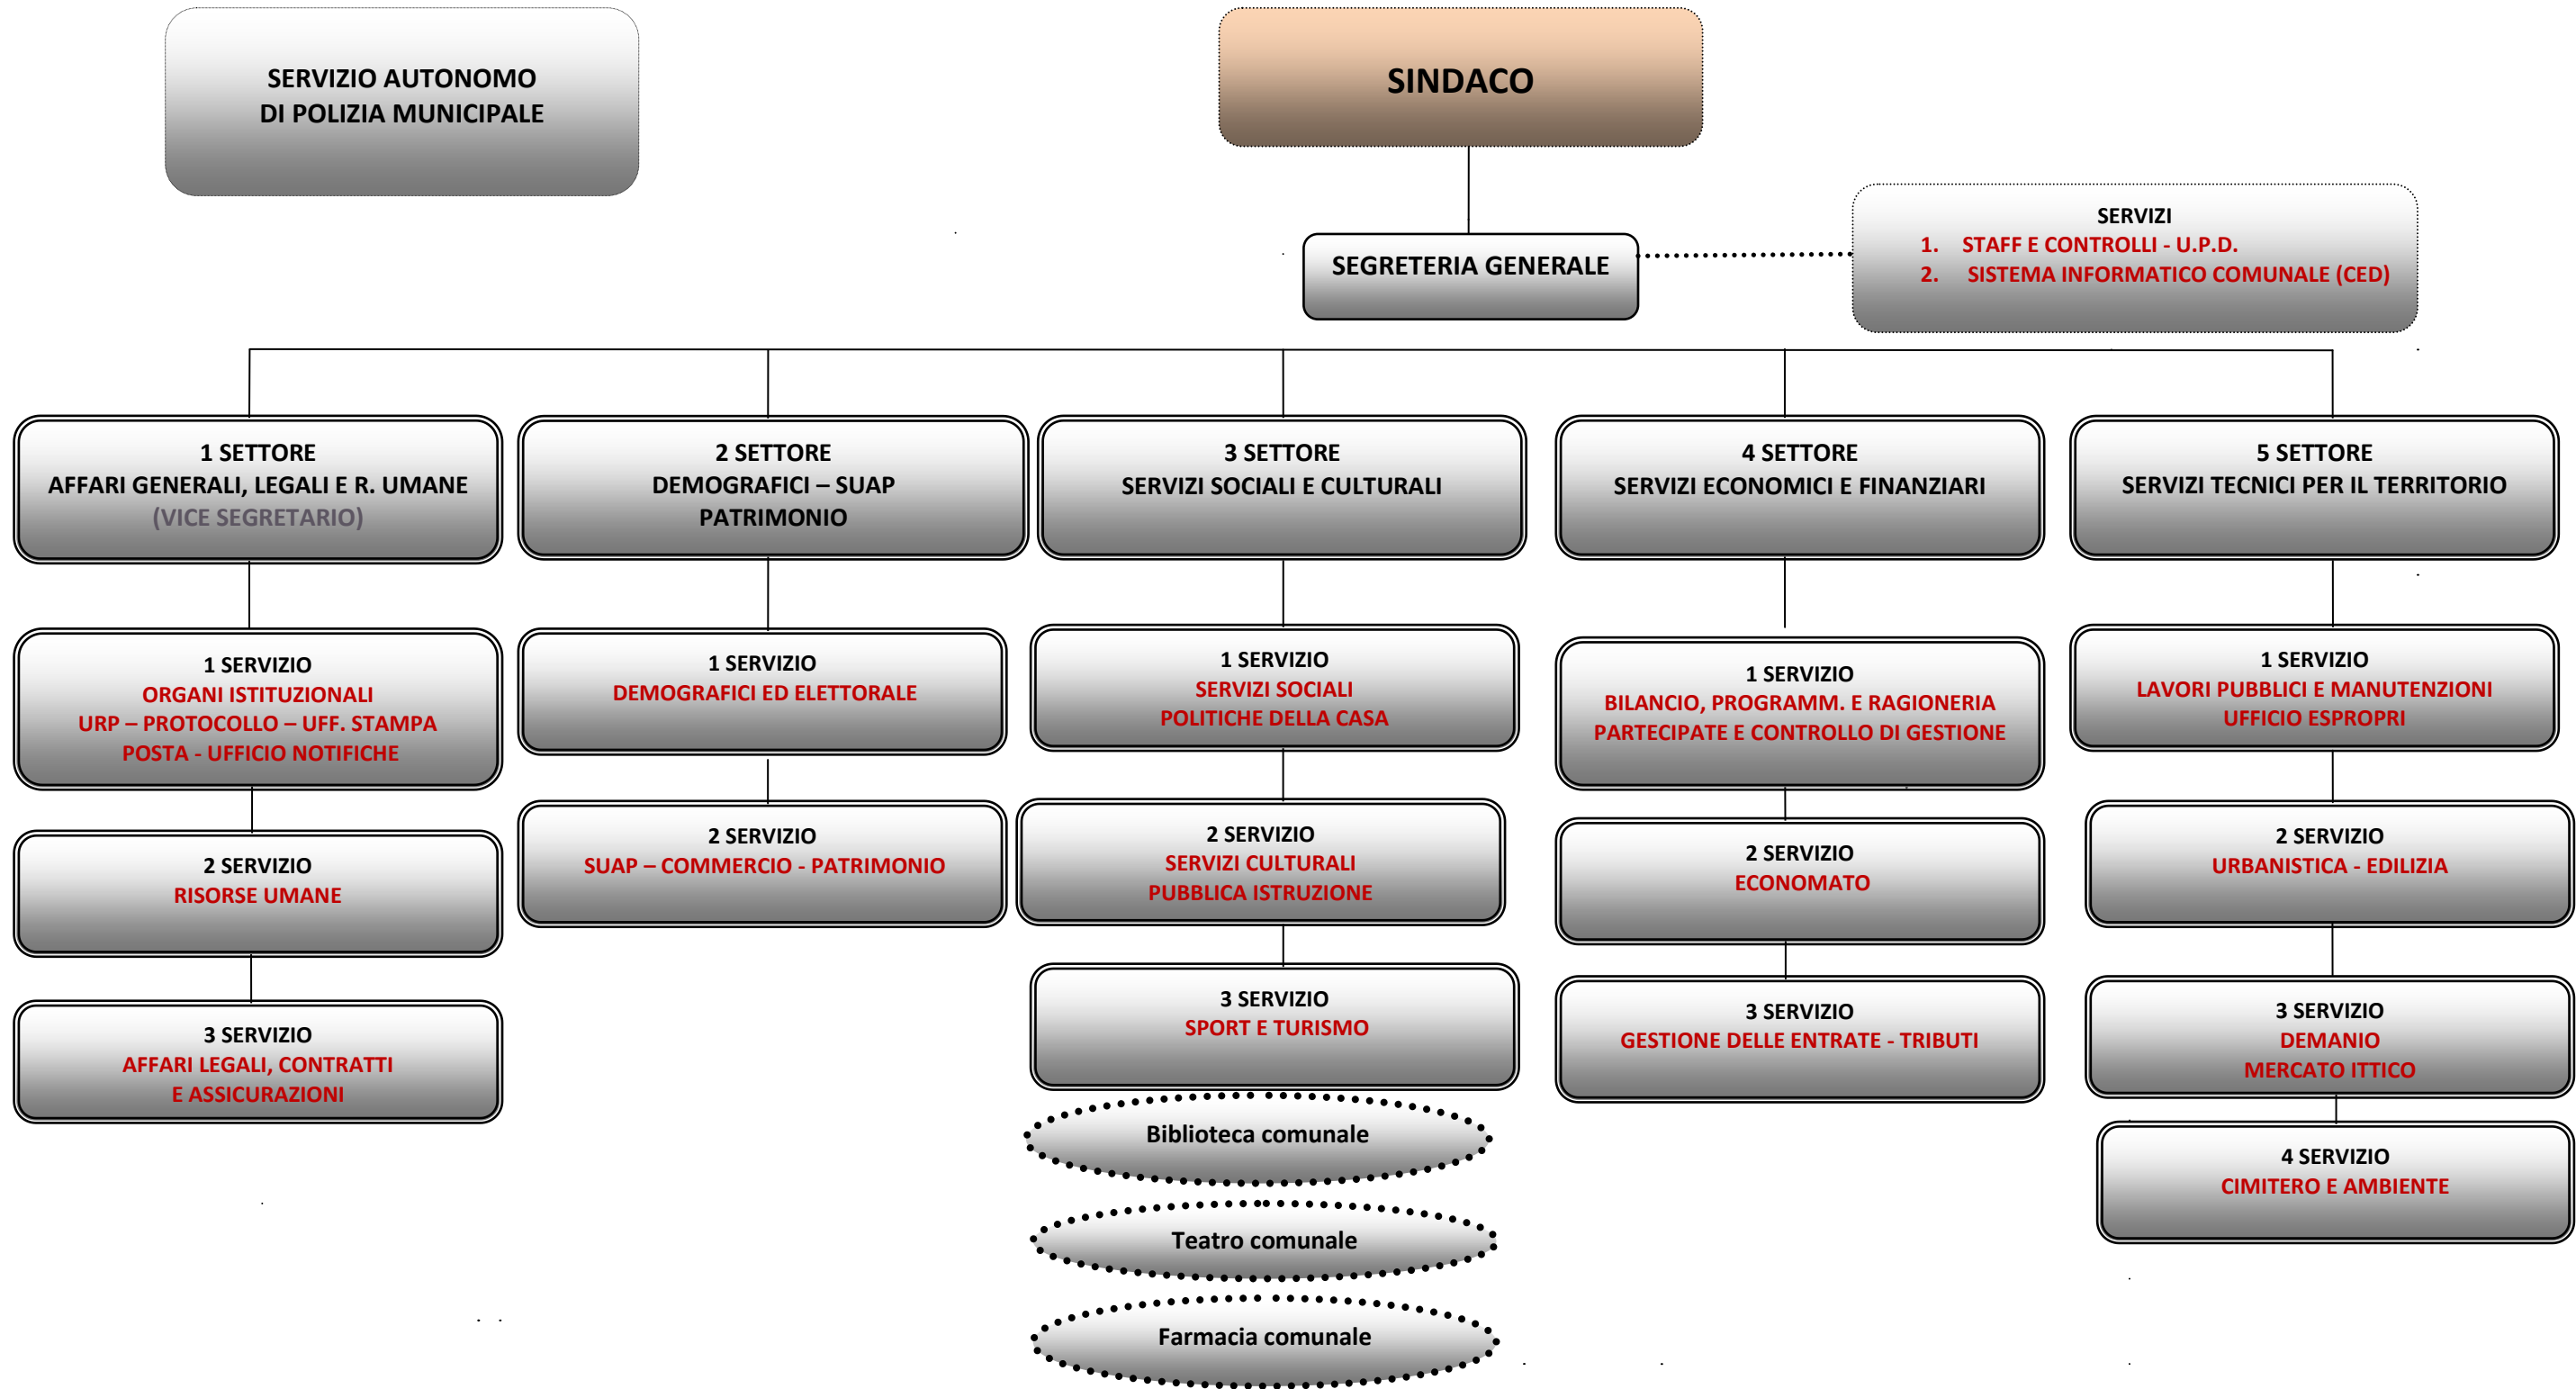 SERVIZIO AUTONOMO
DI POLIZIA MUNICIPALE
SINDACO
SEGRETERIA GENERALE
SERVIZI
1. STAFF E CONTROLLI - U.P.D.
2. SISTEMA INFORMATICO COMUNALE (CED)
1 SETTORE
AFFARI GENERALI, LEGALI E R. UMANE
(VICE SEGRETARIO)
2 SETTORE
DEMOGRAFICI – SUAP
PATRIMONIO
3 SETTORE
SERVIZI SOCIALI E CULTURALI
4 SETTORE
SERVIZI ECONOMICI E FINANZIARI
5 SETTORE
SERVIZI TECNICI PER IL TERRITORIO
1 SERVIZIO
ORGANI ISTITUZIONALI
URP – PROTOCOLLO – UFF. STAMPA
POSTA - UFFICIO NOTIFICHE
2 SERVIZIO
RISORSE UMANE
3 SERVIZIO
AFFARI LEGALI, CONTRATTI
E ASSICURAZIONI
1 SERVIZIO
DEMOGRAFICI ED ELETTORALE
2 SERVIZIO
SUAP – COMMERCIO - PATRIMONIO
1 SERVIZIO
SERVIZI SOCIALI
POLITICHE DELLA CASA
2 SERVIZIO
SERVIZI CULTURALI
PUBBLICA ISTRUZIONE
3 SERVIZIO
SPORT E TURISMO
Biblioteca comunale
Teatro comunale
Farmacia comunale
1 SERVIZIO
BILANCIO, PROGRAMM. E RAGIONERIA
PARTECIPATE E CONTROLLO DI GESTIONE
2 SERVIZIO
ECONOMATO
3 SERVIZIO
GESTIONE DELLE ENTRATE - TRIBUTI
1 SERVIZIO
LAVORI PUBBLICI E MANUTENZIONI
UFFICIO ESPROPRI
2 SERVIZIO
URBANISTICA - EDILIZIA
3 SERVIZIO
DEMANIO
MERCATO ITTICO
4 SERVIZIO
CIMITERO E AMBIENTE